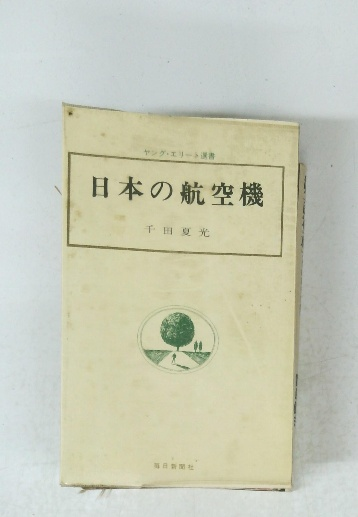 ヤング・エリート選書
日本の航空機
千田夏光
毎日新聞社